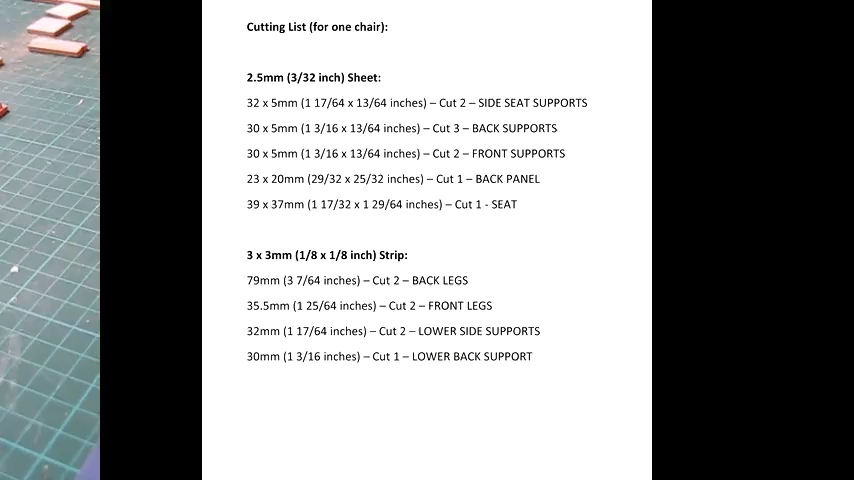 Cutting List (for one chair):
2.5mm (3/32 inch) Sheet:
32 x 5mm (1 17/64 x 13/64 inches) – Cut 2 – SIDE SEAT SUPPORTS
30 x 5mm (1 3/16 x 13/64 inches) – Cut 3 – BACK SUPPORTS
30 x 5mm (1 3/16 x 13/64 inches) – Cut 2 – FRONT SUPPORTS
23 x 20mm (29/32 x 25/32 inches) – Cut 1 – BACK PANEL
39 x 37mm (1 17/32 x 1 29/64 inches) – Cut 1 - SEAT
3 x 3mm (1/8 x 1/8 inch) Strip:
79mm (3 7/64 inches) – Cut 2 – BACK LEGS
35.5mm (1 25/64 inches) – Cut 2 – FRONT LEGS
32mm (1 17/64 inches) – Cut 2 – LOWER SIDE SUPPORTS
30mm (1 3/16 inches) – Cut 1 – LOWER BACK SUPPORT